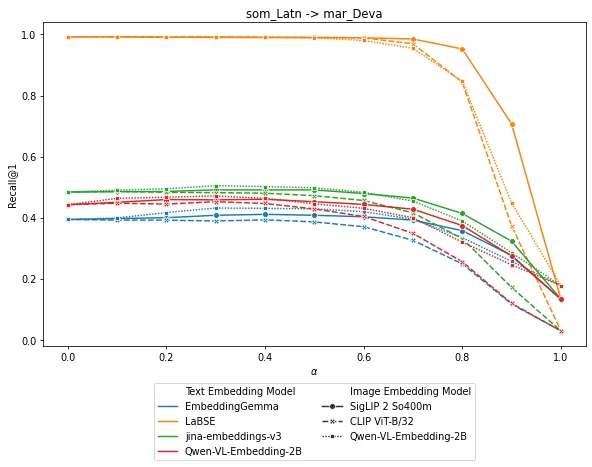 som_Latn -> mar_Deva
Recall@1
1.0
0.8
0.6
0.4
0.2
0.0
0.0 0.2 0.4 0.6 0.8 1.0
α
Text Embedding Model Image Embedding Model
EmbeddingGemma SigLIP 2 So400m
LaBSE CLIP ViT-B/32
jina-embeddings-v3 Qwen-VL-Embedding-2B
Qwen-VL-Embedding-2B